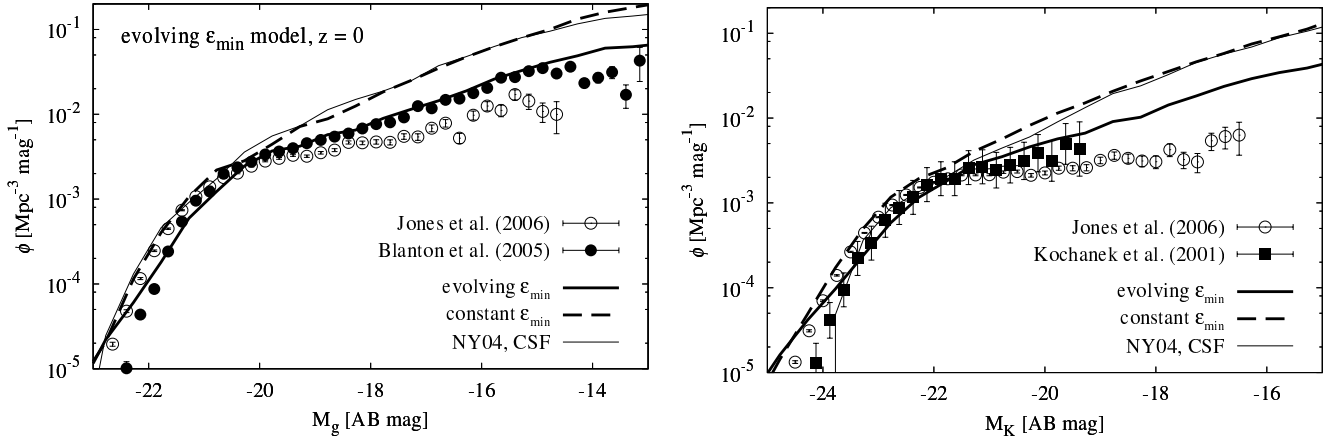 evolving ε_min model, z = 0
10^-1
10^-2
10^-3
10^-4
10^-5
ϕ [Mpc^-3 mag^-1]
Jones et al. (2006)
Blanton et al. (2005)
evolving ε_min
constant ε_min
NY04, CSF
-22 -20 -18 -16 -14
M_g [AB mag]
10^-1
10^-2
10^-3
10^-4
10^-5
ϕ [Mpc^-3 mag^-1]
Jones et al. (2006)
Kochanek et al. (2001)
evolving ε_min
constant ε_min
NY04, CSF
-24 -22 -20 -18 -16
M_K [AB mag]